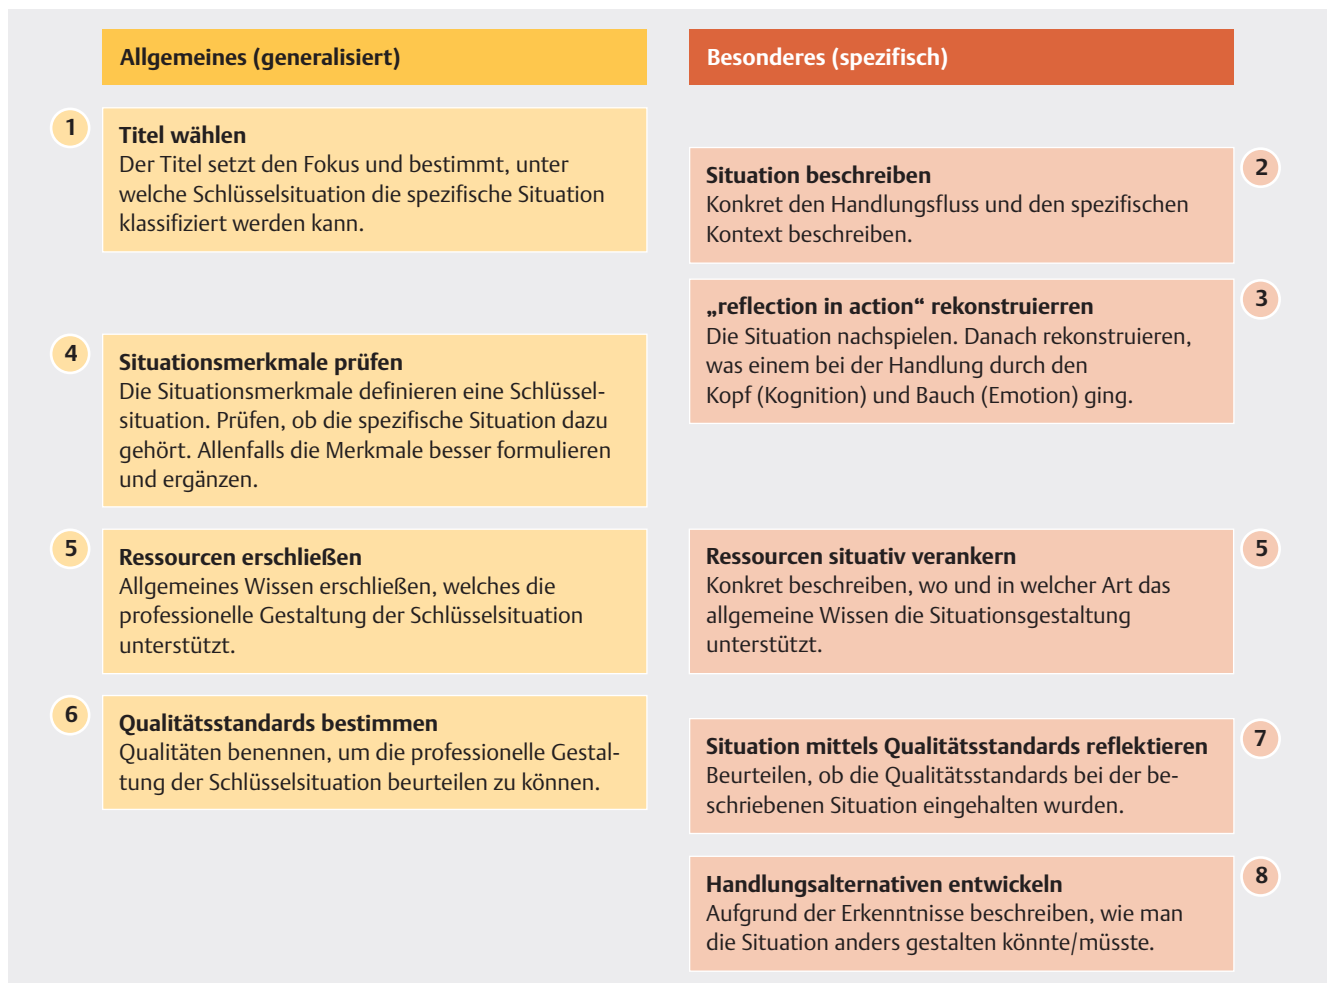 Allgemeines (generalisiert)
Besonderes (spezifisch)
1
Titel wählen
Der Titel setzt den Fokus und bestimmt, unter
welche Schlüsselsituation die spezifische Situation
klassifiziert werden kann.
2
Situation beschreiben
Konkret den Handlungsfluss und den spezifischen
Kontext beschreiben.
3
„reflection in action“ rekonstruierren
Die Situation nachspielen. Danach rekonstruieren,
was einem bei der Handlung durch den
Kopf (Kognition) und Bauch (Emotion) ging.
4
Situationsmerkmale prüfen
Die Situationsmerkmale definieren eine Schlüssel-
situation. Prüfen, ob die spezifische Situation dazu
gehört. Allenfalls die Merkmale besser formulieren
und ergänzen.
5
Ressourcen erschließen
Allgemeines Wissen erschließen, welches die
professionelle Gestaltung der Schlüsselsituation
unterstützt.
5
Ressourcen situativ verankern
Konkret beschreiben, wo und in welcher Art das
allgemeine Wissen die Situationsgestaltung
unterstützt.
6
Qualitätsstandards bestimmen
Qualitäten benennen, um die professionelle Gestal-
tung der Schlüsselsituation beurteilen zu können.
7
Situation mittels Qualitätsstandards reflektieren
Beurteilen, ob die Qualitätsstandards bei der be-
schriebenen Situation eingehalten wurden.
8
Handlungsalternativen entwickeln
Aufgrund der Erkenntnisse beschreiben, wie man
die Situation anders gestalten könnte/müsste.